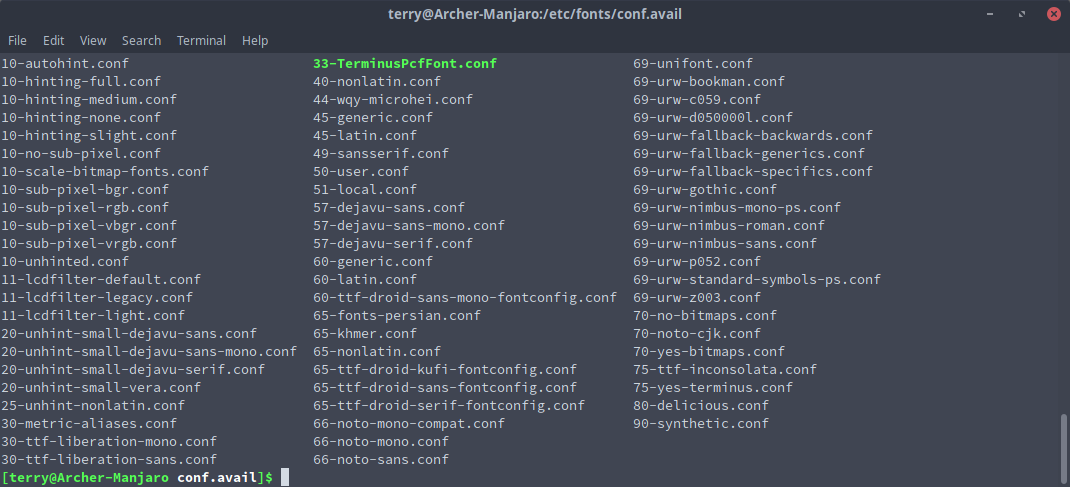 terry@Archer-Manjaro:/etc/fonts/conf.avail
File Edit View Search Terminal Help
10-autohint.conf 33-TerminusPcfFont.conf 69-unifont.conf
10-hinting-full.conf 40-nonlatin.conf 69-urw-bookman.conf
10-hinting-medium.conf 44-wqy-microhei.conf 69-urw-c059.conf
10-hinting-none.conf 45-generic.conf 69-urw-d050000l.conf
10-hinting-slight.conf 45-latin.conf 69-urw-fallback-backwards.conf
10-no-sub-pixel.conf 49-sansserif.conf 69-urw-fallback-generics.conf
10-scale-bitmap-fonts.conf 50-user.conf 69-urw-fallback-specifics.conf
10-sub-pixel-bgr.conf 51-local.conf 69-urw-gothic.conf
10-sub-pixel-rgb.conf 57-dejavu-sans.conf 69-urw-nimbus-mono-ps.conf
10-sub-pixel-vbgr.conf 57-dejavu-sans-mono.conf 69-urw-nimbus-roman.conf
10-sub-pixel-vrgb.conf 57-dejavu-serif.conf 69-urw-nimbus-sans.conf
10-unhinted.conf 60-generic.conf 69-urw-p052.conf
11-lcdfilter-default.conf 60-latin.conf 69-urw-standard-symbols-ps.conf
11-lcdfilter-legacy.conf 60-ttf-droid-sans-mono-fontconfig.conf 69-urw-z003.conf
11-lcdfilter-light.conf 65-fonts-persian.conf 70-no-bitmaps.conf
20-unhint-small-dejavu-sans.conf 65-khmer.conf 70-noto-cjk.conf
20-unhint-small-dejavu-sans-mono.conf 65-nonlatin.conf 70-yes-bitmaps.conf
20-unhint-small-dejavu-serif.conf 65-ttf-droid-kufi-fontconfig.conf 75-ttf-inconsolata.conf
20-unhint-small-vera.conf 65-ttf-droid-sans-fontconfig.conf 75-yes-terminus.conf
25-unhint-nonlatin.conf 65-ttf-droid-serif-fontconfig.conf 80-delicious.conf
30-metric-aliases.conf 66-noto-mono-compat.conf 90-synthetic.conf
30-ttf-liberation-mono.conf 66-noto-mono.conf
30-ttf-liberation-sans.conf 66-noto-sans.conf
[terry@Archer-Manjaro conf.avail]$